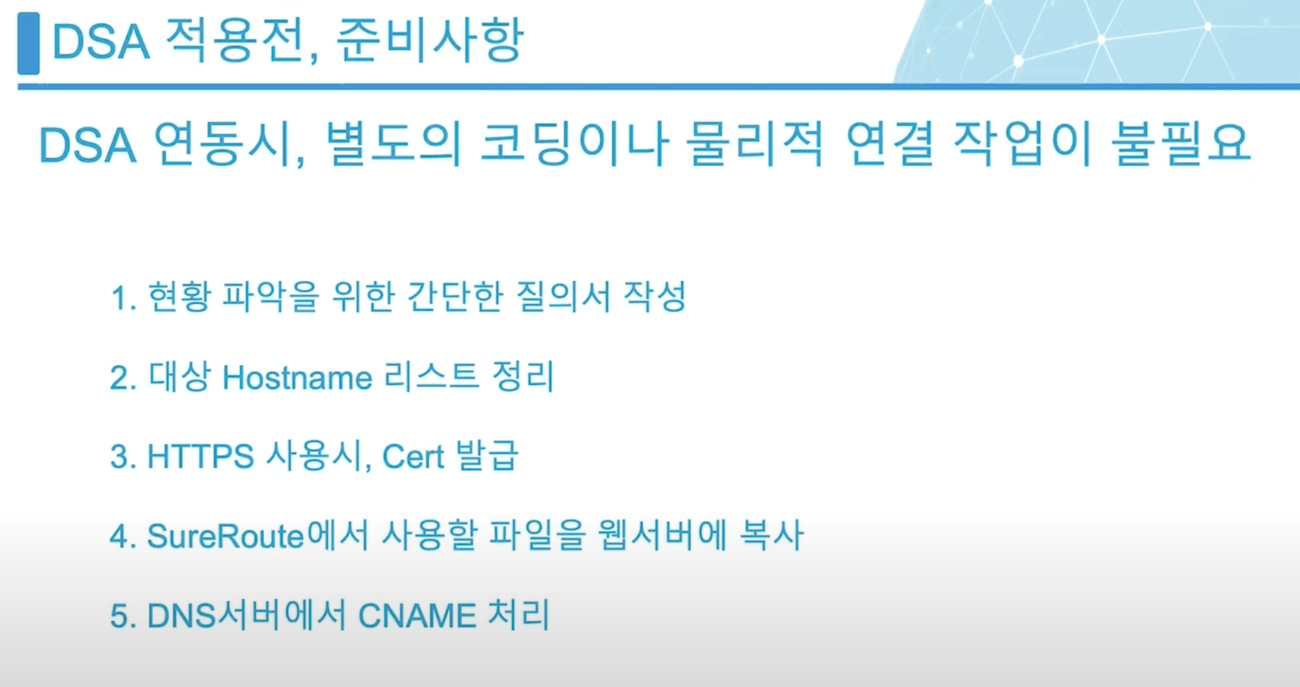 DSA 적용전, 준비사항
DSA 연동시, 별도의 코딩이나 물리적 연결 작업이 불필요
1. 현황 파악을 위한 간단한 질의서 작성
2. 대상 Hostname 리스트 정리
3. HTTPS 사용시, Cert 발급
4. SureRoute에서 사용할 파일을 웹서버에 복사
5. DNS서버에서 CNAME 처리